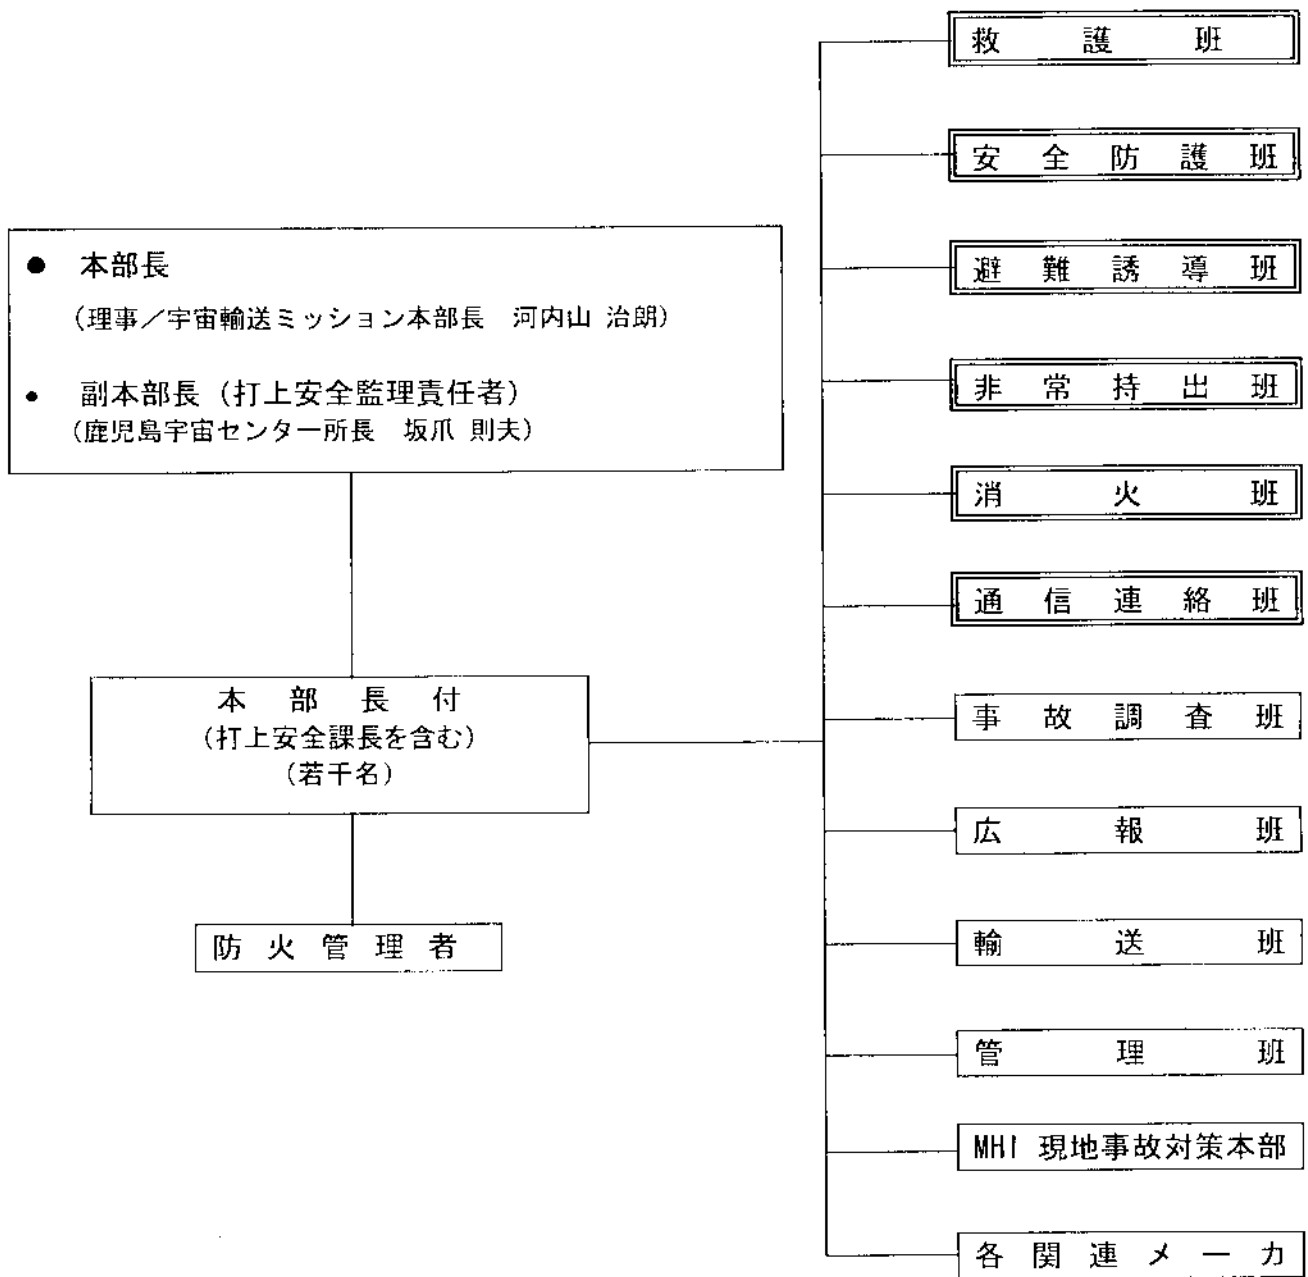 ● 本部長
(理事／宇宙輸送ミッション本部長 河内山 治朗)
• 副本部長(打上安全監理責任者)
(鹿児島宇宙センター所長 坂爪 則夫)
本部長付
(打上安全課長を含む)
(若干名)
防火管理者
救護班
安全防護班
避難誘導班
非常持出班
消火班
通信連絡班
事故調査班
広報班
輸送班
管理班
MHI 現地事故対策本部
各関連メーカ